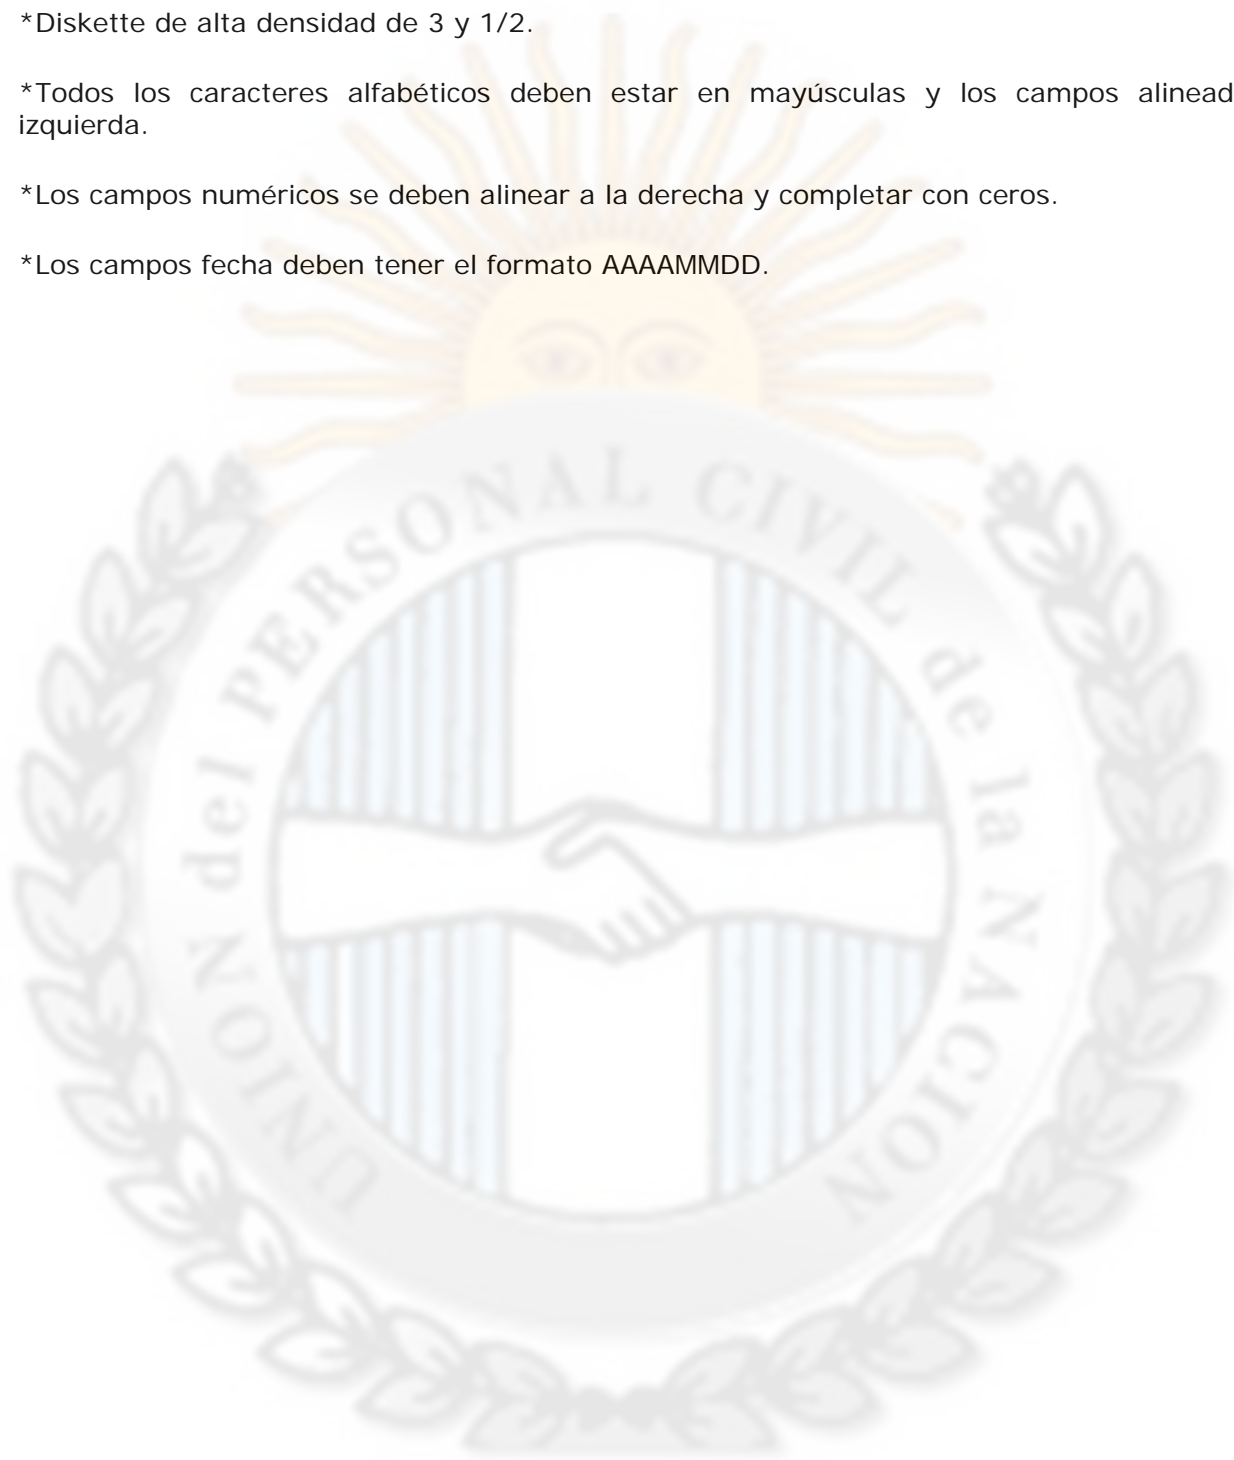 *Diskette de alta densidad de 3 y 1/2.
*Todos los caracteres alfabéticos deben estar en mayúsculas y los campos alinead
izquierda.
*Los campos numéricos se deben alinear a la derecha y completar con ceros.
*Los campos fecha deben tener el formato AAAAMMDD.
UNION del PERSONAL CIVIL de la NACION